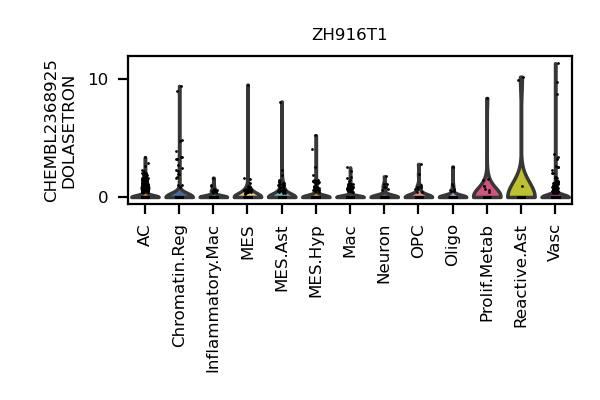 ZH916T1
CHEMBL2368925
DOLASETRON
10
0
AC
Chromatin.Reg
Inflammatory.Mac
MES
MES.Ast
MES.Hyp
Mac
Neuron
OPC
Oligo
Prolif.Metab
Reactive.Ast
Vasc